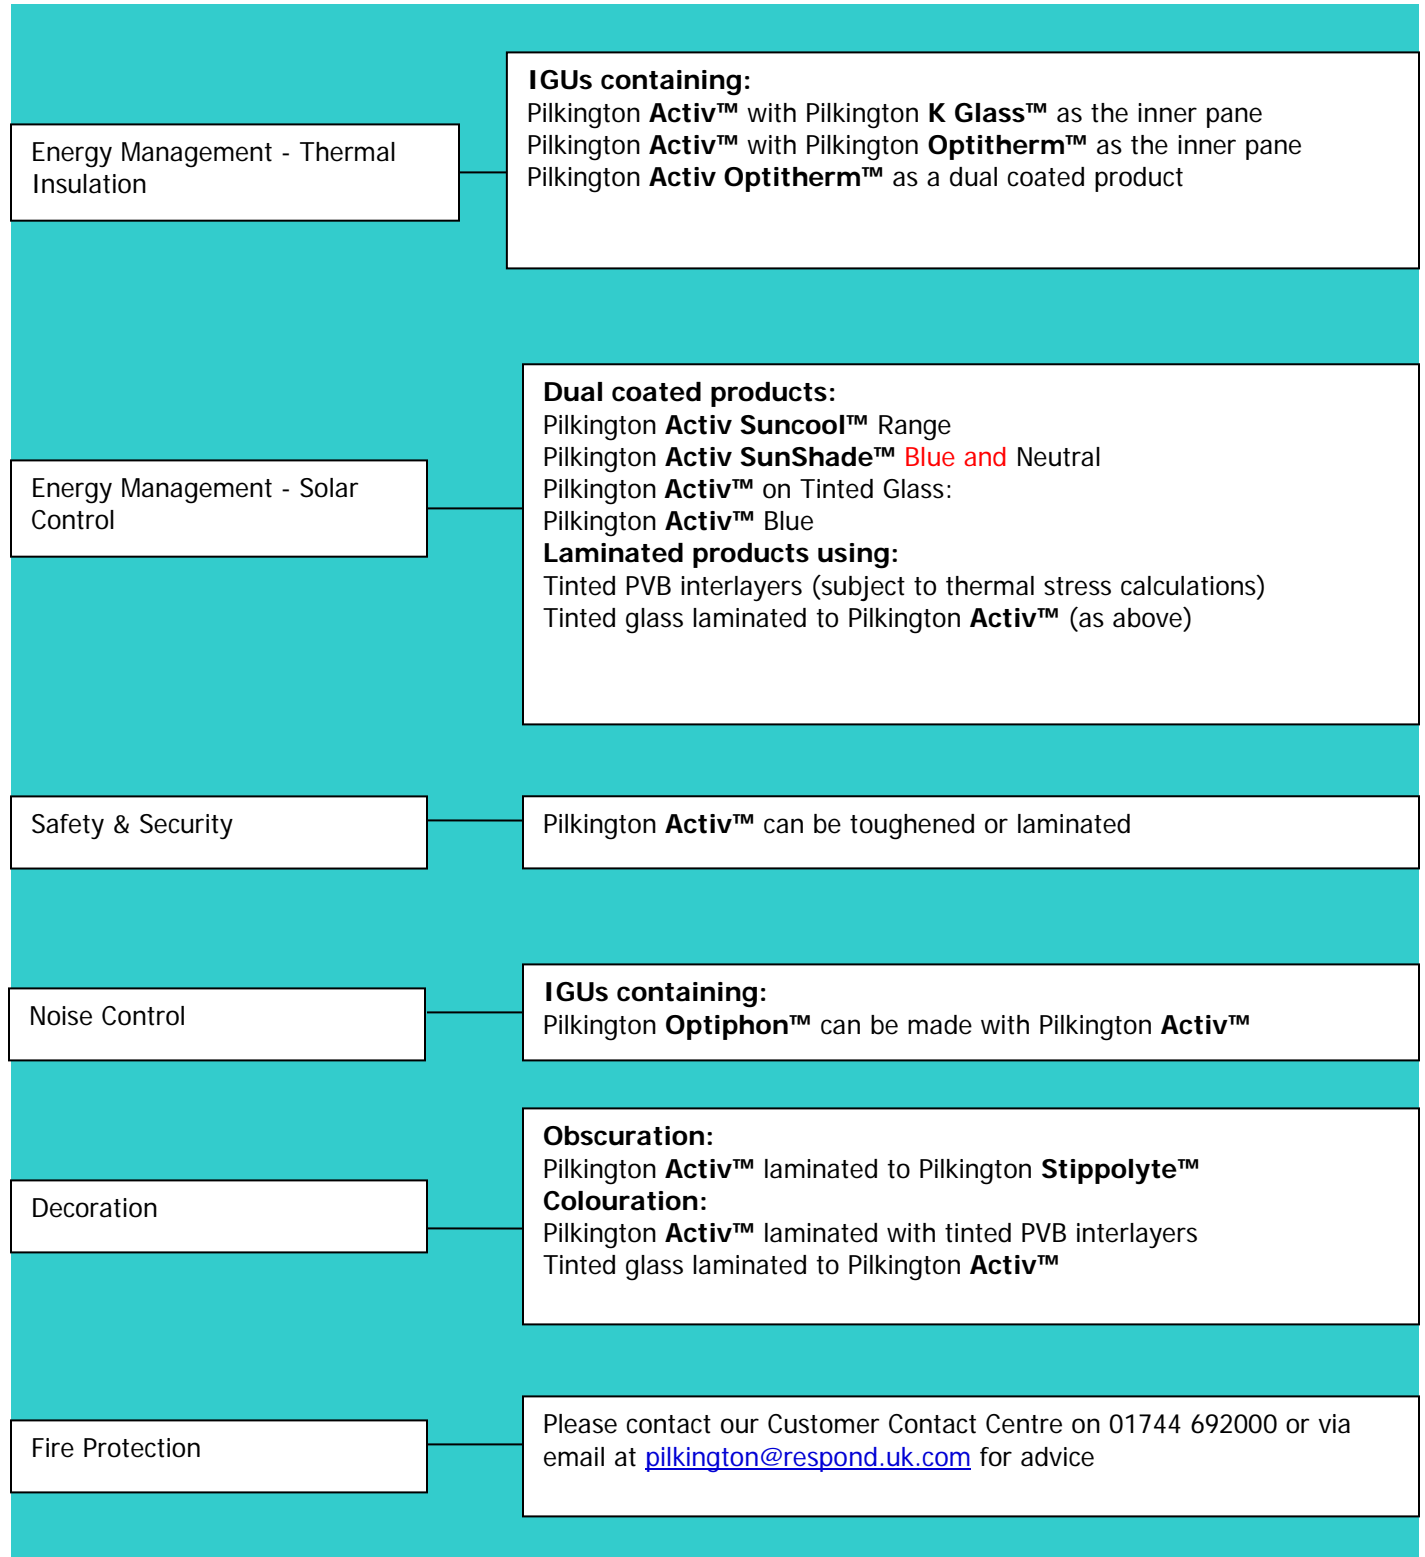 Energy Management - Thermal
Insulation
IGUs containing:
Pilkington Activ™ with Pilkington K Glass™ as the inner pane
Pilkington Activ™ with Pilkington Optitherm™ as the inner pane
Pilkington Activ Optitherm™ as a dual coated product
Energy Management - Solar
Control
Dual coated products:
Pilkington Activ Suncool™ Range
Pilkington Activ SunShade™ Blue and Neutral
Pilkington Activ™ on Tinted Glass:
Pilkington Activ™ Blue
Laminated products using:
Tinted PVB interlayers (subject to thermal stress calculations)
Tinted glass laminated to Pilkington Activ™ (as above)
Safety & Security
Pilkington Activ™ can be toughened or laminated
Noise Control
IGUs containing:
Pilkington Optiphon™ can be made with Pilkington Activ™
Decoration
Obscuration:
Pilkington Activ™ laminated to Pilkington Stippolyte™
Colouration:
Pilkington Activ™ laminated with tinted PVB interlayers
Tinted glass laminated to Pilkington Activ™
Fire Protection
Please contact our Customer Contact Centre on 01744 692000 or via
email at pilkington@respond.uk.com for advice